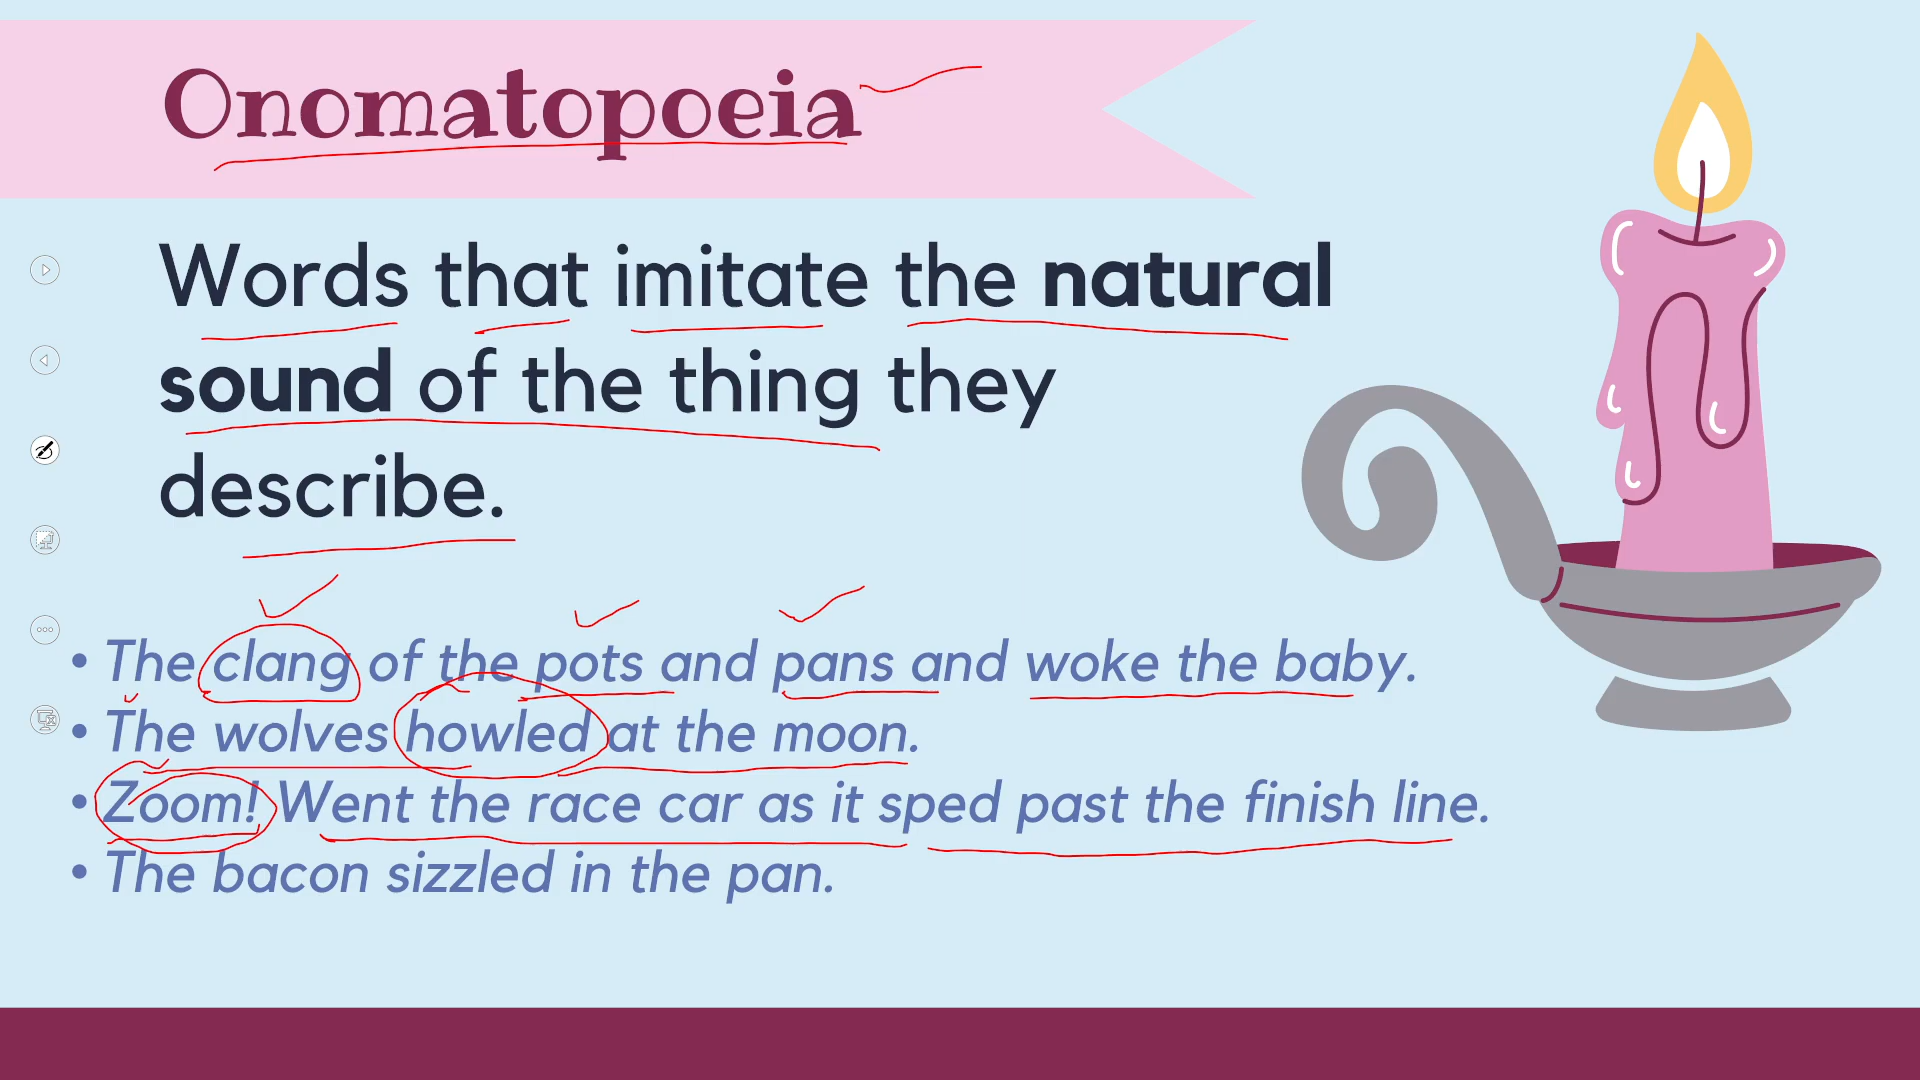 Onomatopoeia
Words that imitate the natural
sound of the thing they
describe.
• The clang of the pots and pans and woke the baby.
• The wolves howled at the moon.
• Zoom! Went the race car as it sped past the finish line.
• The bacon sizzled in the pan.